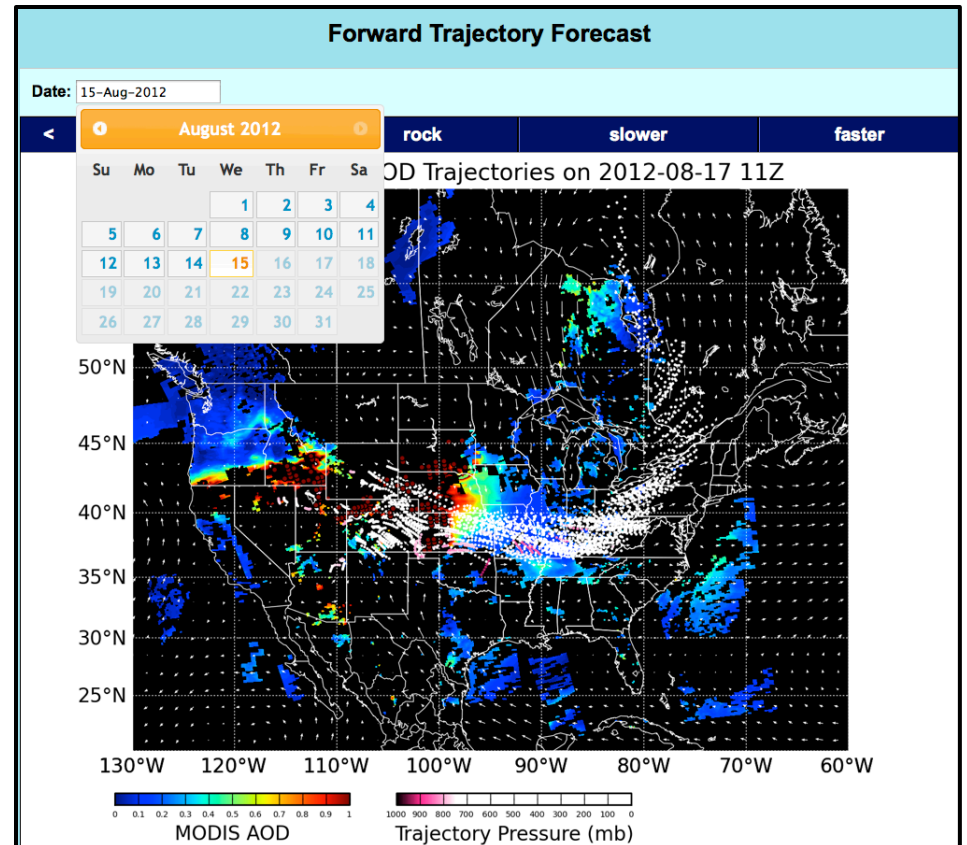 Forward Trajectory Forecast
Date: 15-Aug-2012
< rock slower faster
August 2012
Su Mo Tu We Th Fr Sa
1 2 3 4
5 6 7 8 9 10 11
12 13 14 15 16 17 18
19 20 21 22 23 24 25
26 27 28 29 30 31
OD Trajectories on 2012-08-17 11Z
50°N
45°N
40°N
35°N
30°N
25°N
130°W 120°W 110°W 100°W 90°W 80°W 70°W 60°W
0 0.1 0.2 0.3 0.4 0.5 0.6 0.7 0.8 0.9 1
MODIS AOD
1000 900 800 700 600 500 400 300 200 100 0
Trajectory Pressure (mb)